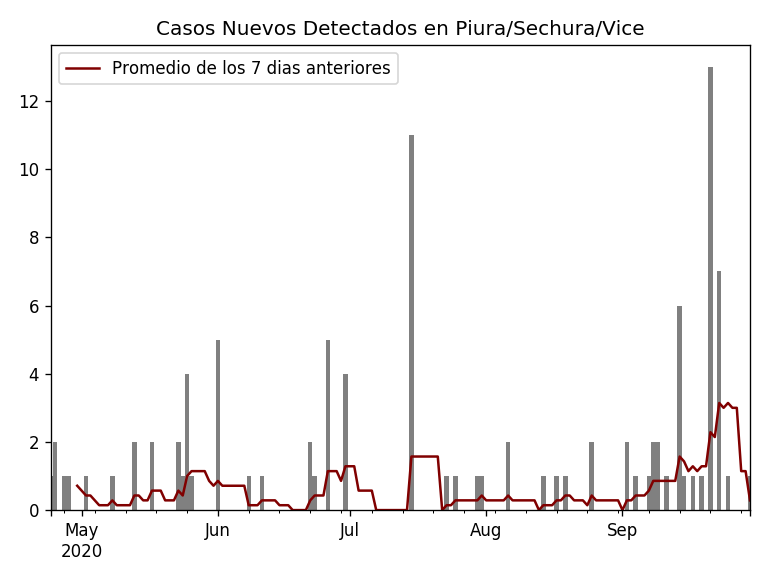 Casos Nuevos Detectados en Piura/Sechura/Vice
Promedio de los 7 dias anteriores
12
10
8
6
4
2
0
May Jun Jul Aug Sep
2020